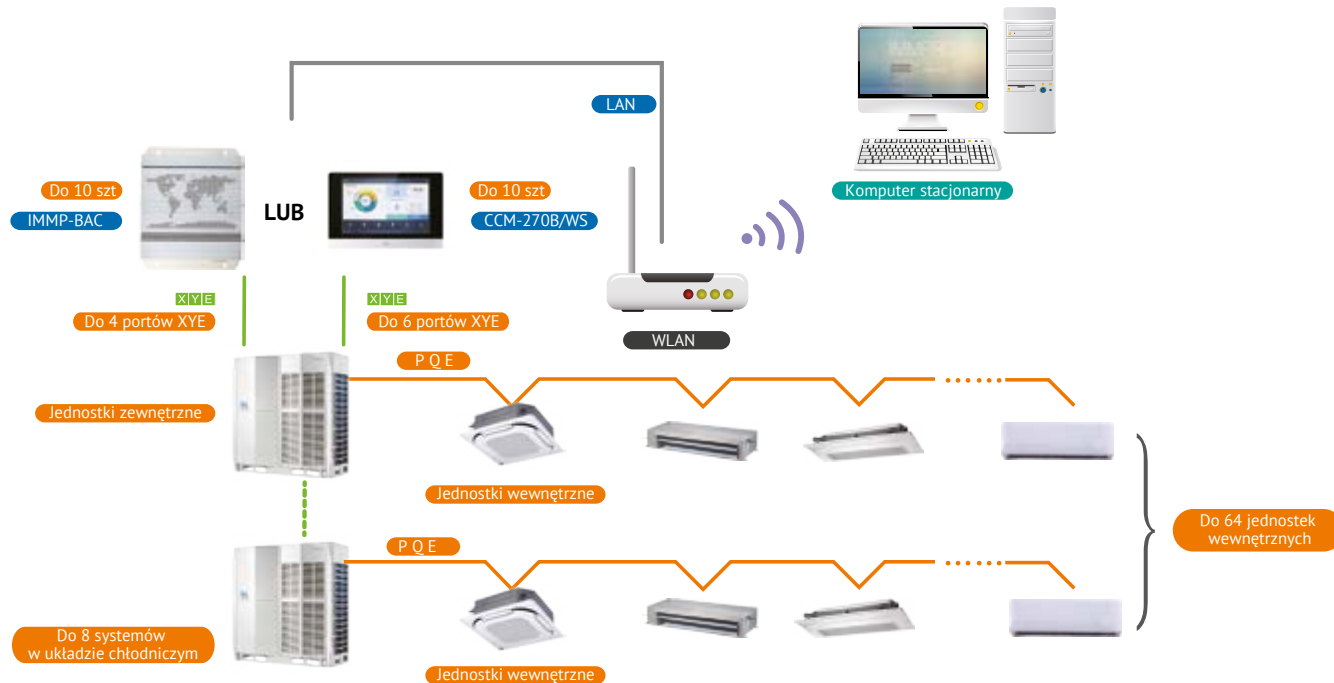 LAN
Komputer stacjonarny
Do 10 szt
IMMP-BAC
LUB
Do 10 szt
CCM-270B/WS
X Y E
Do 4 portów XYE
X Y E
Do 6 portów XYE
WLAN
P Q E
Jednostki zewnętrzne
Jednostki wewnętrzne
Do 64 jednostek
wewnętrznych
P Q E
Do 8 systemów
w układzie chłodniczym
Jednostki wewnętrzne